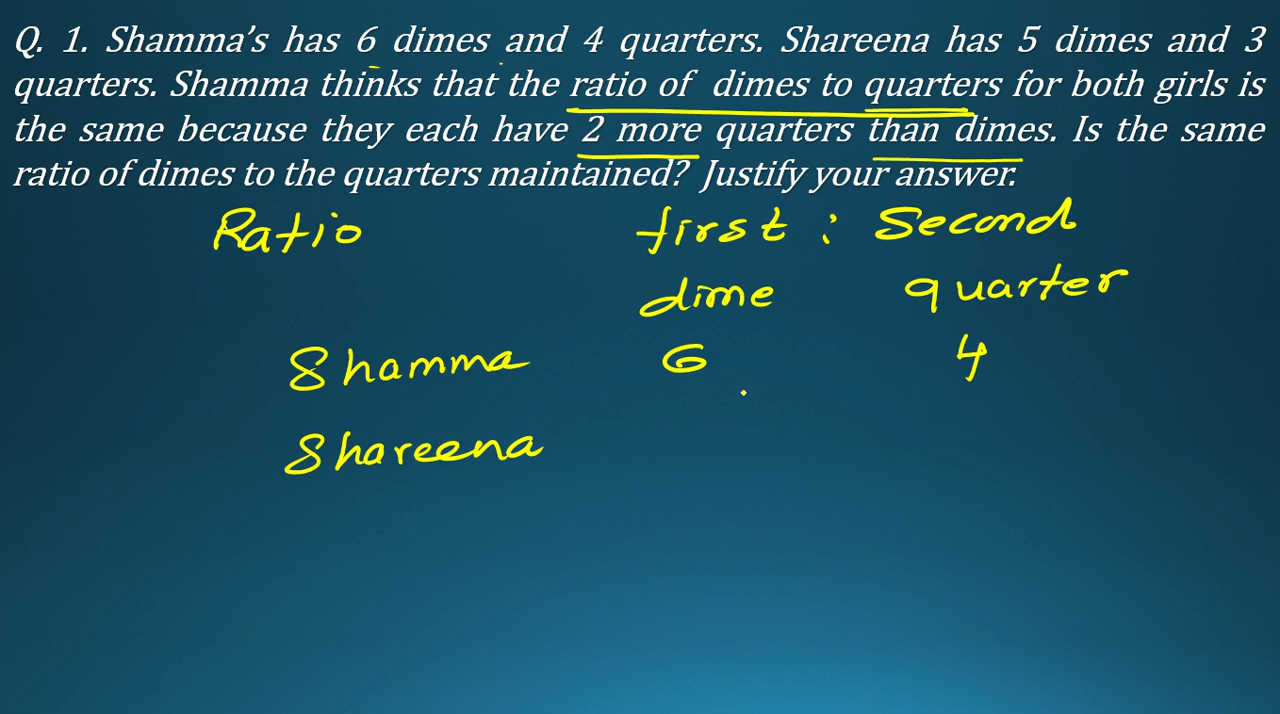 Q. 1. Shamma's has 6 dimes and 4 quarters. Shareena has 5 dimes and 3
quarters. Shamma thinks that the ratio of dimes to quarters for both girls is
the same because they each have 2 more quarters than dimes. Is the same
ratio of dimes to the quarters maintained? Justify your answer.
Ratio first : Second
dime quarter
Shamma 6 4
Shareena